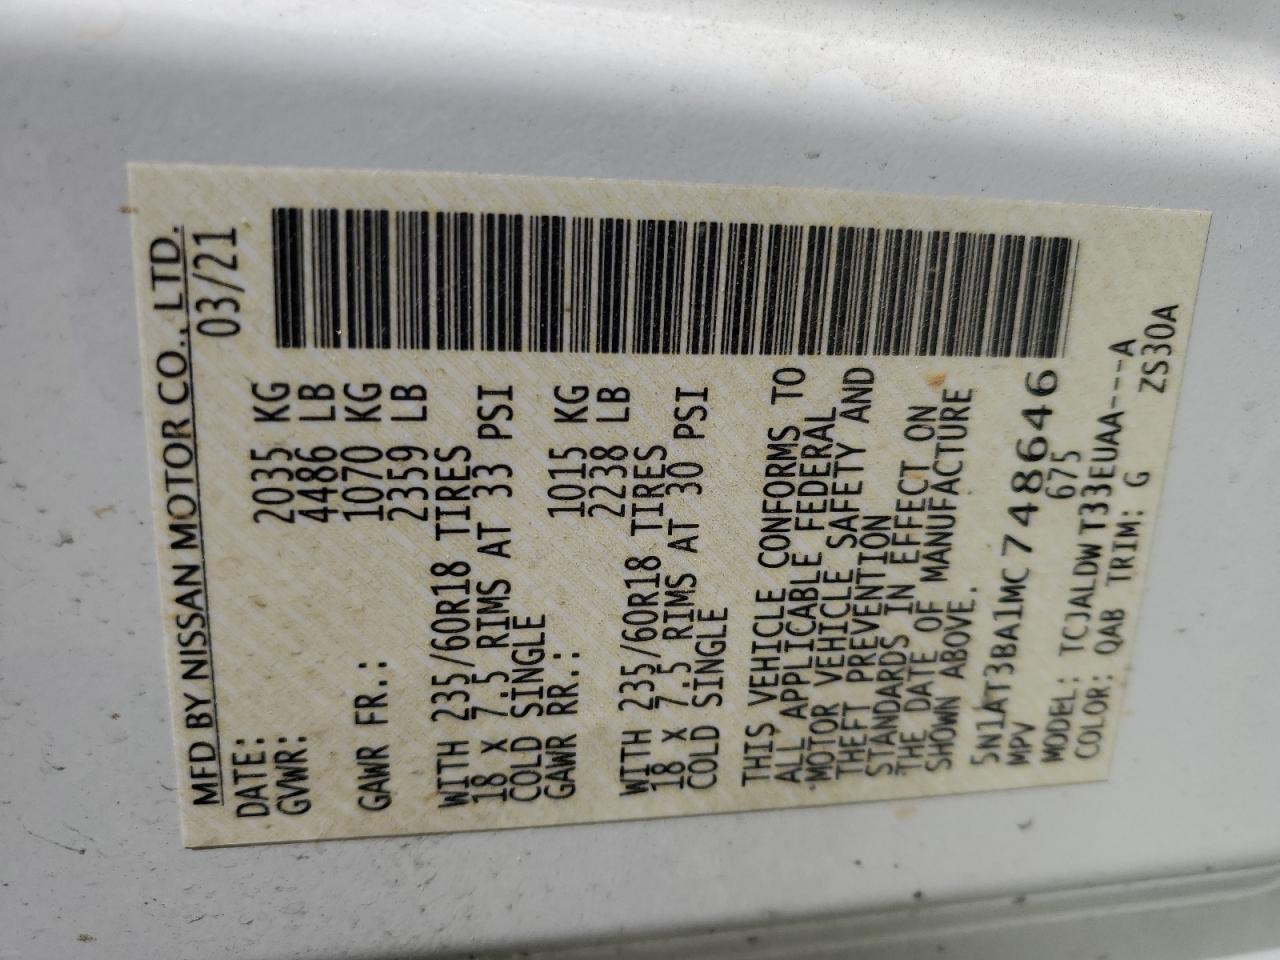 MFD BY NISSAN MOTOR CO., LTD.
DATE: 03/21
GVWR: 2035 KG
4486 LB
GAWR FR.: 1070 KG
2359 LB
WITH 235/60R18 TIRES
18 X 7.5 RIMS AT 33 PSI
COLD SINGLE
GAWR RR.: 1015 KG
2238 LB
WITH 235/60R18 TIRES
18 X 7.5 RIMS AT 30 PSI
COLD SINGLE
THIS VEHICLE CONFORMS TO
ALL APPLICABLE FEDERAL
MOTOR VEHICLE SAFETY AND
THEFT PREVENTION
STANDARDS IN EFFECT ON
THE DATE OF MANUFACTURE
SHOWN ABOVE.
5N1AT3BA1MC748646
MPV 675
MODEL: TCJALDWT33EUAA---A
COLOR: QAB TRIM: G ZS30A